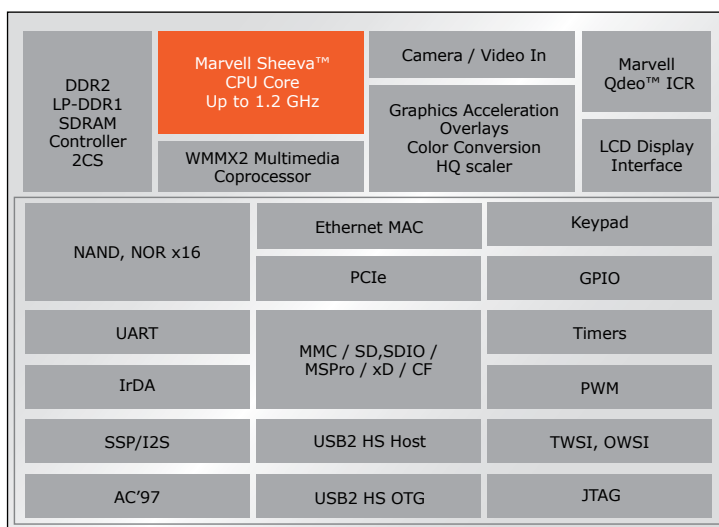 DDR2
LP-DDR1
SDRAM
Controller
2CS
Marvell Sheeva™
CPU Core
Up to 1.2 GHz
WMMX2 Multimedia
Coprocessor
Camera / Video In
Graphics Acceleration
Overlays
Color Conversion
HQ scaler
Marvell
Qdeo™ ICR
LCD Display
Interface
NAND, NOR x16
Ethernet MAC
Keypad
PCIe
GPIO
UART
MMC / SD,SDIO /
MSPro / xD / CF
Timers
IrDA
PWM
SSP/I2S
USB2 HS Host
TWSI, OWSI
AC’97
USB2 HS OTG
JTAG